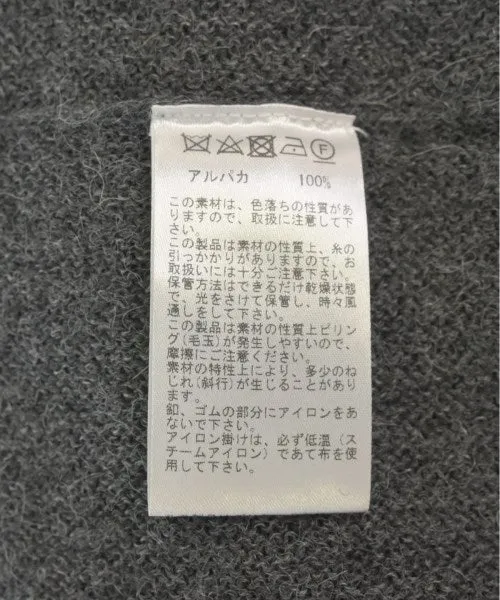 F
アルパカ 100%
この素材は、色落ちの性質があ
りますので、取扱に注意して下
さい。
この製品は素材の性質上、糸の
引っかかりがありますので、お
取扱いには十分ご注意下さい。
保管方法はできるだけ乾燥状態
で、光をさけて保管し、時々風
通しをして下さい。
この製品は素材の性質上ピリン
グ(毛玉)が発生しやすいので、
摩擦にご注意ください。
素材の特性上により、多少のね
じれ(斜行)が生じることがあり
ます。
釦、ゴムの部分にアイロンをあ
ないで下さい。
アイロン掛けは、必ず低温（ス
チームアイロン）であて布を使
用して下さい。